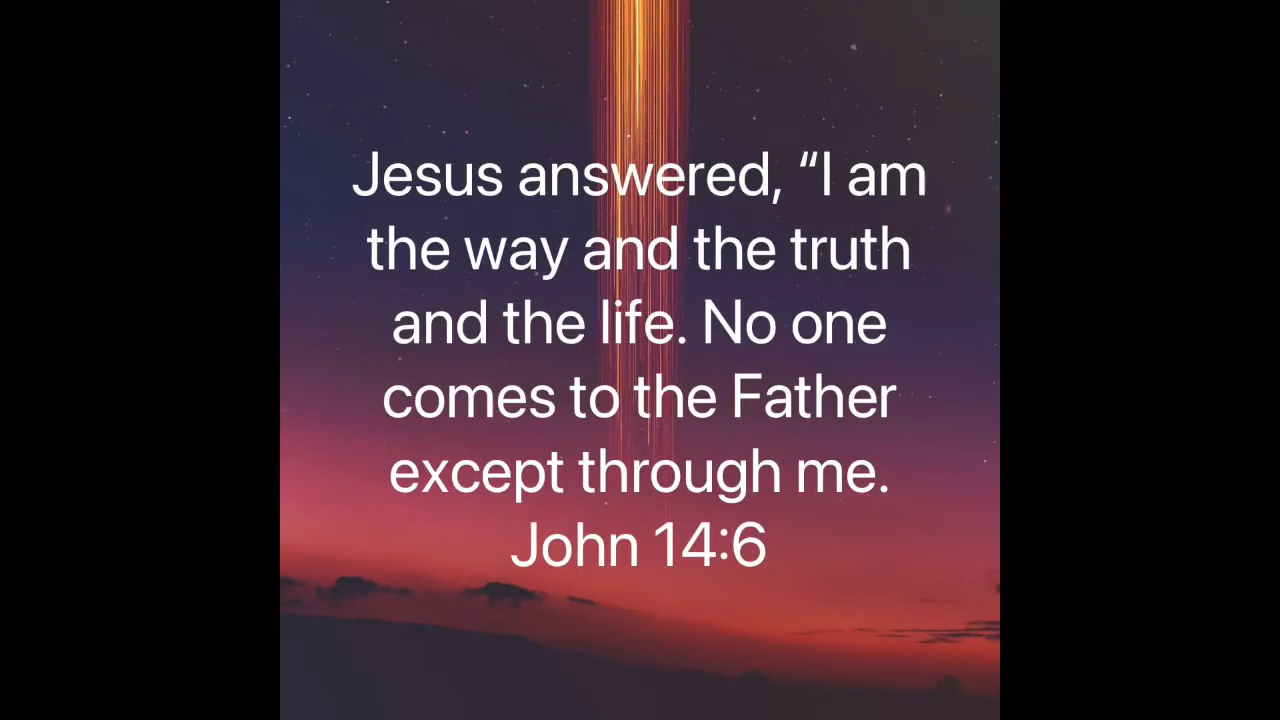 Jesus answered, “I am
the way and the truth
and the life. No one
comes to the Father
except through me.
John 14:6